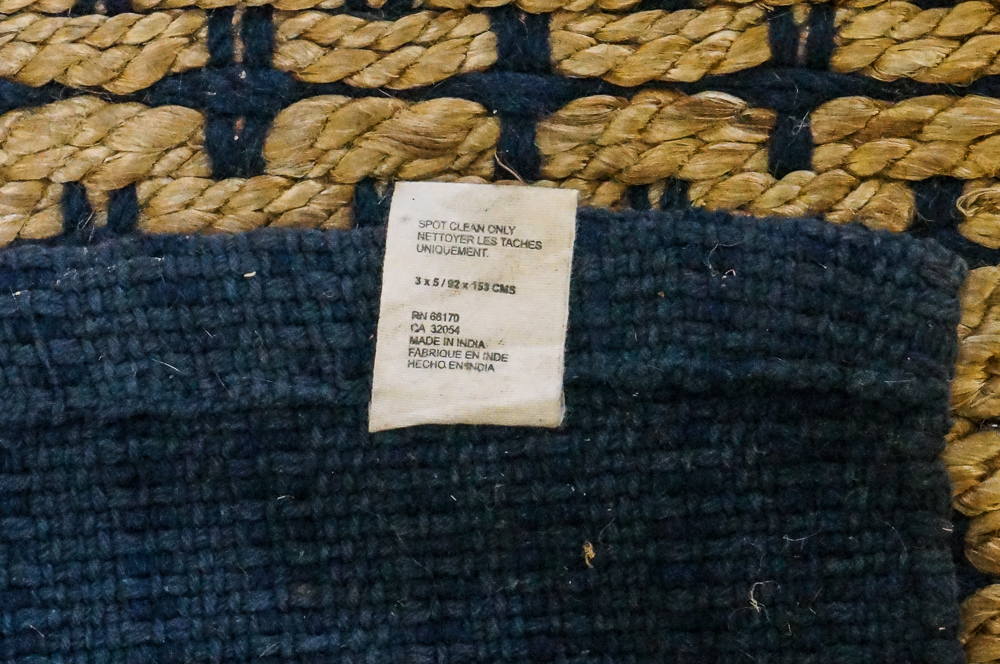 SPOT CLEAN ONLY
NETTOYER LES TACHES
UNIQUEMENT.
3 x 5 / 92 x 153 CMS
RN 66170
CA 32054
MADE IN INDIA
FABRIQUE EN INDE
HECHO EN INDIA